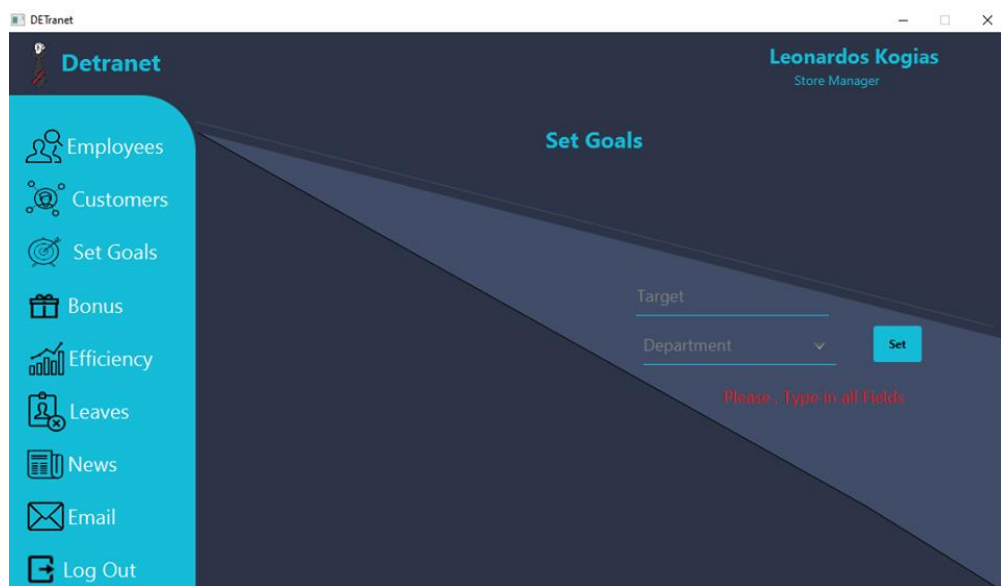 DETranet
Detranet
Leonardos Kogias
Store Manager
Employees
Customers
Set Goals
Bonus
Efficiency
Leaves
News
Email
Log Out
Set Goals
Target
Department
Set
Please , Type in all Fields